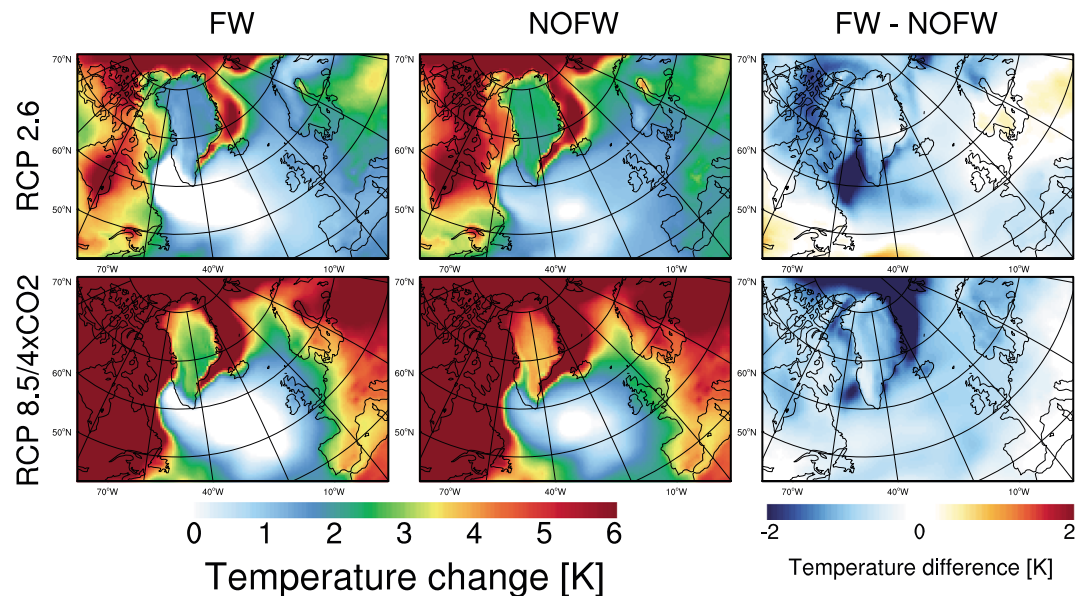 FW NOFW FW - NOFW
RCP 2.6
70°N 70°N 70°N
60°N 60°N 60°N
50°N 50°N 50°N
70°W 40°W 10°W 70°W 40°W 10°W 70°W 40°W 10°W
RCP 8.5/4xCO2
70°N 70°N 70°N
60°N 60°N 60°N
50°N 50°N 50°N
70°W 40°W 10°W 70°W 40°W 10°W 70°W 40°W 10°W
0 1 2 3 4 5 6
-2 0 2
Temperature change [K]
Temperature difference [K]